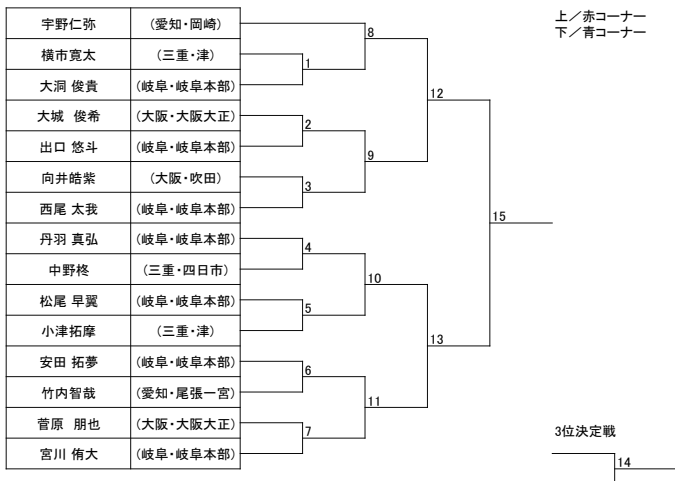 宇野仁弥 (愛知・岡崎)
横市寛太 (三重・津)
大洞 俊貴 (岐阜・岐阜本部)
大城 俊希 (大阪・大阪大正)
出口 悠斗 (岐阜・岐阜本部)
向井皓紫 (大阪・吹田)
西尾 太我 (岐阜・岐阜本部)
丹羽 真弘 (岐阜・岐阜本部)
中野柊 (三重・四日市)
松尾 早翼 (岐阜・岐阜本部)
小津拓摩 (三重・津)
安田 拓夢 (岐阜・岐阜本部)
竹内智哉 (愛知・尾張一宮)
菅原 朋也 (大阪・大阪大正)
宮川 侑大 (岐阜・岐阜本部)
1
2
3
4
5
6
7
8
9
10
11
12
13
15
上/赤コーナー
下/青コーナー
3位決定戦
14